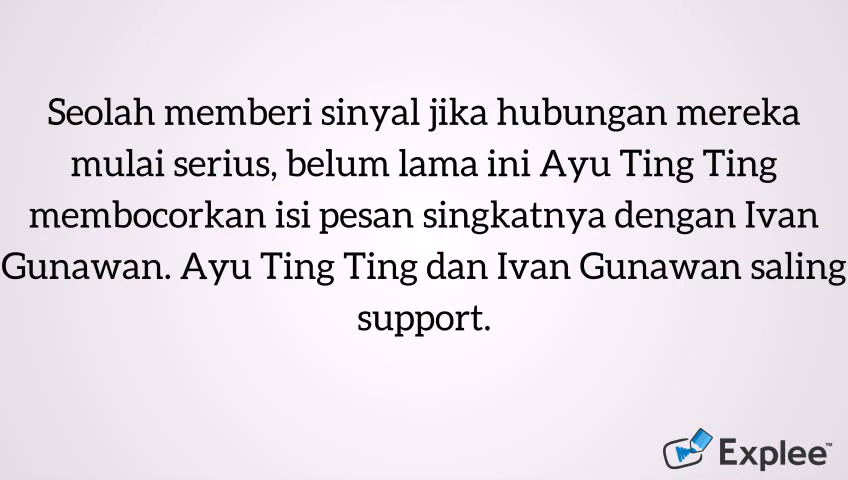 Seolah memberi sinyal jika hubungan mereka
mulai serius, belum lama ini Ayu Ting Ting
membocorkan isi pesan singkatnya dengan Ivan
Gunawan. Ayu Ting Ting dan Ivan Gunawan saling
support.
Explee™